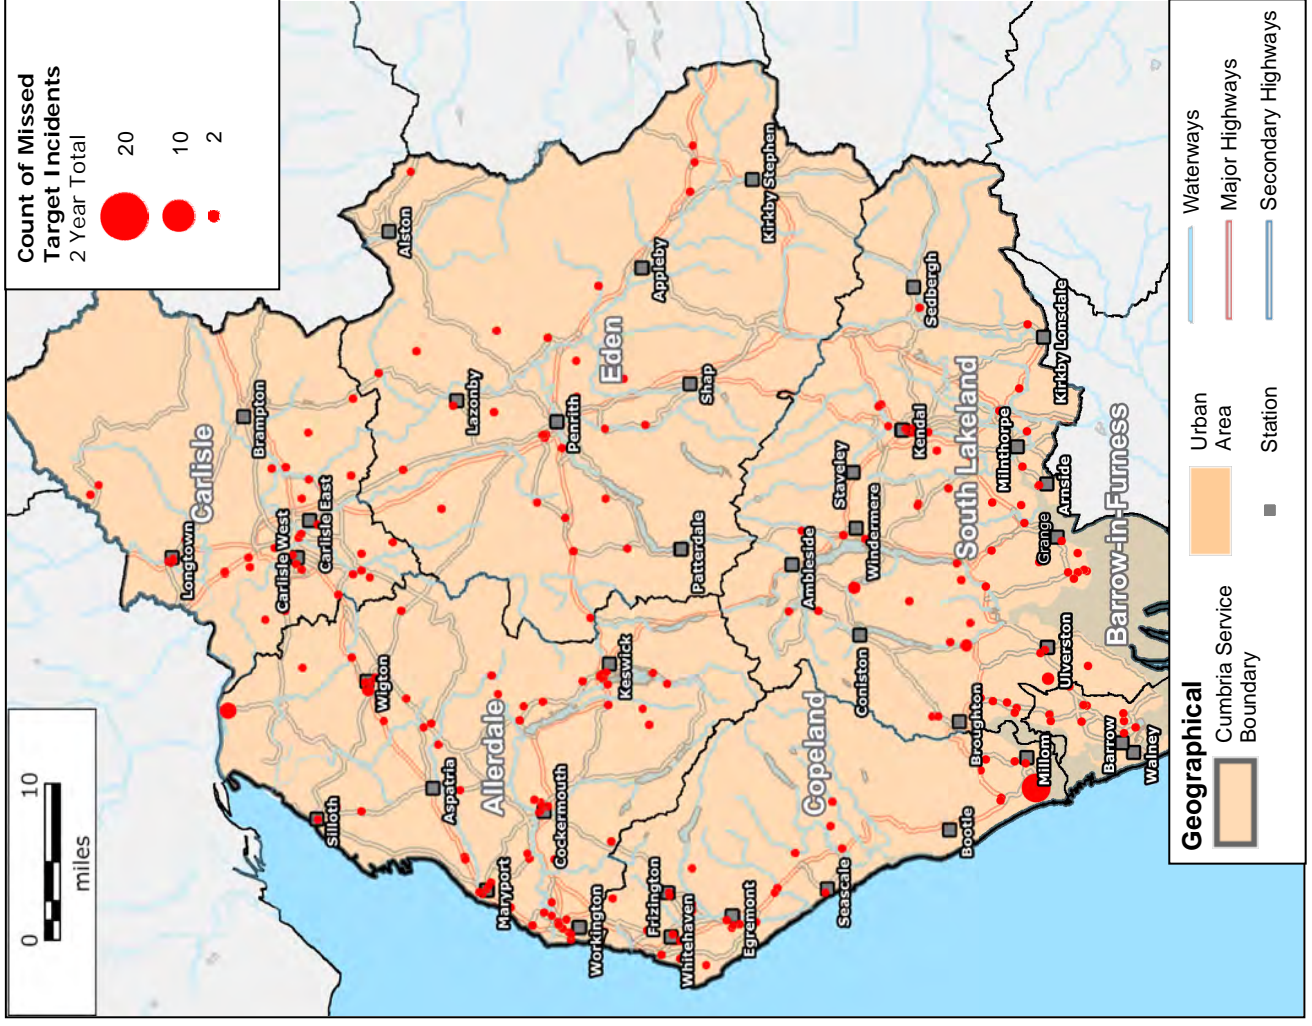 Count of Missed
Target Incidents
2 Year Total
20
10
2
0
10
miles
Carlisle
Brampton
Longtown
Carlisle West
Carlisle East
Alston
Lazonby
Penrith
Eden
Appleby
Shap
Kirkby Stephen
Patterdale
Silloth
Wigton
Aspatria
Allerdale
Maryport
Cockermouth
Keswick
Workington
Frizington
Whitehaven
Egremont
Copeland
Seascale
Bootle
Ambleside
Windermere
Staveley
Coniston
Kendal
Sedbergh
South Lakeland
Milnthorpe
Kirkby Lonsdale
Arnside
Grange
Ulverston
Broughton
Millom
Barrow
Walney
Barrow-in-Furness
Geographical
Cumbria Service
Boundary
Urban
Area
Station
Waterways
Major Highways
Secondary Highways